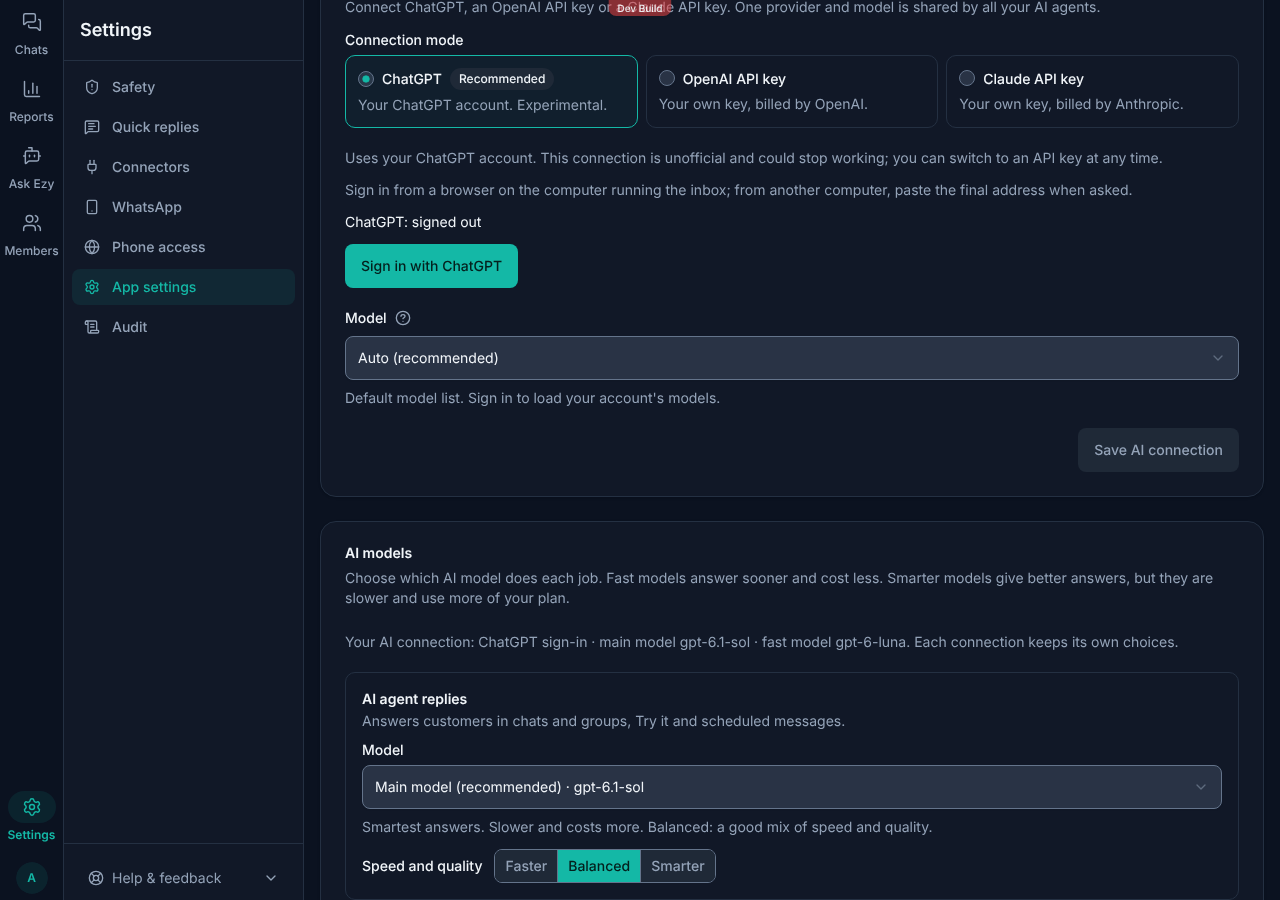 Chats
Reports
Ask Ezy
Members
Settings
A
Settings
Safety
Quick replies
Connectors
WhatsApp
Phone access
App settings
Audit
Help & feedback
Dev Build
Connect ChatGPT, an OpenAI API key or API key. One provider and model is shared by all your AI agents.
Connection mode
ChatGPT Recommended
Your ChatGPT account. Experimental.
OpenAI API key
Your own key, billed by OpenAI.
Claude API key
Your own key, billed by Anthropic.
Uses your ChatGPT account. This connection is unofficial and could stop working; you can switch to an API key at any time.
Sign in from a browser on the computer running the inbox; from another computer, paste the final address when asked.
ChatGPT: signed out
Sign in with ChatGPT
Model
Auto (recommended)
Default model list. Sign in to load your account's models.
Save AI connection
AI models
Choose which AI model does each job. Fast models answer sooner and cost less. Smarter models give better answers, but they are
slower and use more of your plan.
Your AI connection: ChatGPT sign-in · main model gpt-6.1-sol · fast model gpt-6-luna. Each connection keeps its own choices.
AI agent replies
Answers customers in chats and groups, Try it and scheduled messages.
Model
Main model (recommended) · gpt-6.1-sol
Smartest answers. Slower and costs more. Balanced: a good mix of speed and quality.
Speed and quality Faster Balanced Smarter